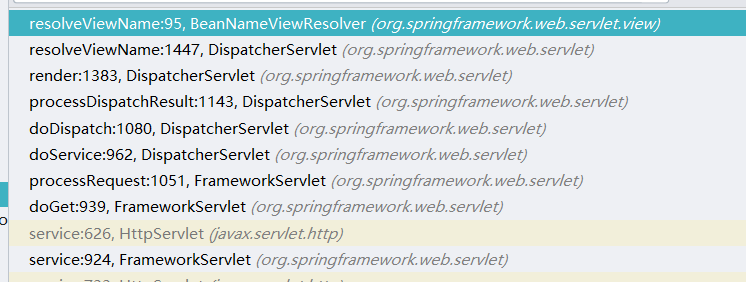 resolveViewName:95, BeanNameViewResolver (org.springframework.web.servlet.view)
resolveViewName:1447, DispatcherServlet (org.springframework.web.servlet)
render:1383, DispatcherServlet (org.springframework.web.servlet)
processDispatchResult:1143, DispatcherServlet (org.springframework.web.servlet)
doDispatch:1080, DispatcherServlet (org.springframework.web.servlet)
doService:962, DispatcherServlet (org.springframework.web.servlet)
processRequest:1051, FrameworkServlet (org.springframework.web.servlet)
doGet:939, FrameworkServlet (org.springframework.web.servlet)
service:626, HttpServlet (javax.servlet.http)
service:924, FrameworkServlet (org.springframework.web.servlet)